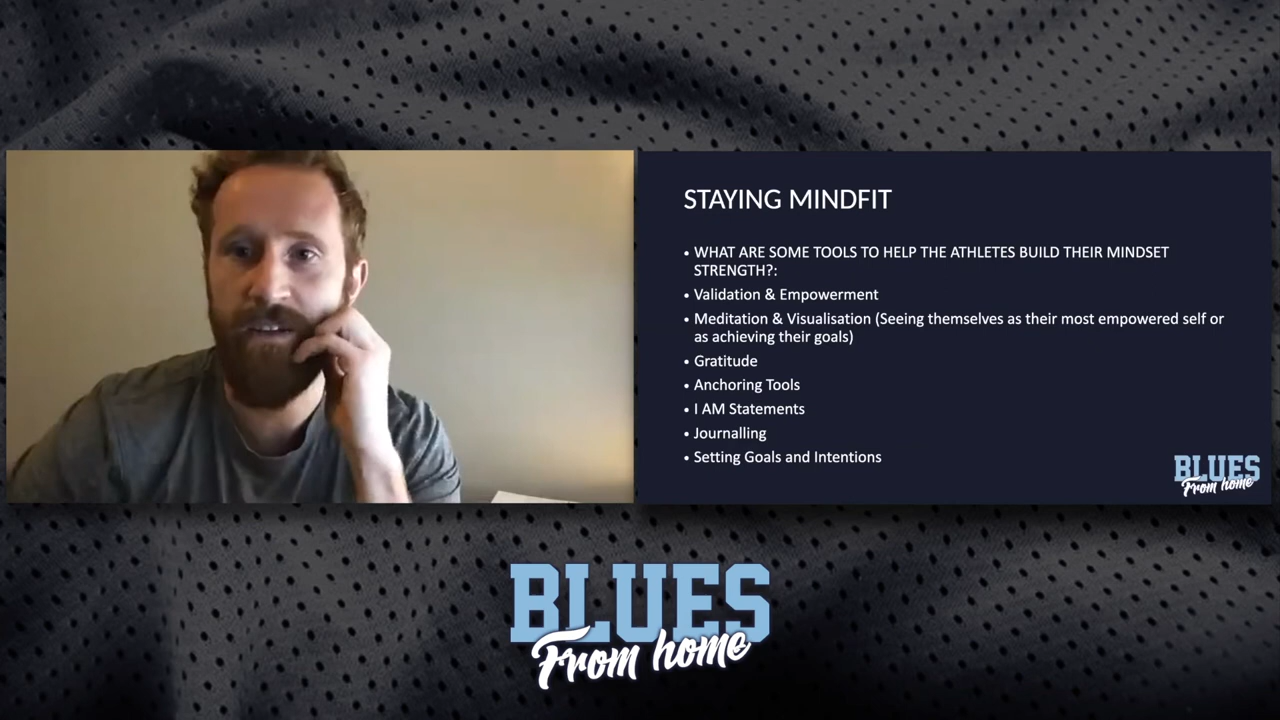 STAYING MINDFIT
• WHAT ARE SOME TOOLS TO HELP THE ATHLETES BUILD THEIR MINDSET
STRENGTH?:
• Validation & Empowerment
• Meditation & Visualisation (Seeing themselves as their most empowered self or
as achieving their goals)
• Gratitude
• Anchoring Tools
• I AM Statements
• Journalling
• Setting Goals and Intentions
BLUES
From home
BLUES
From home